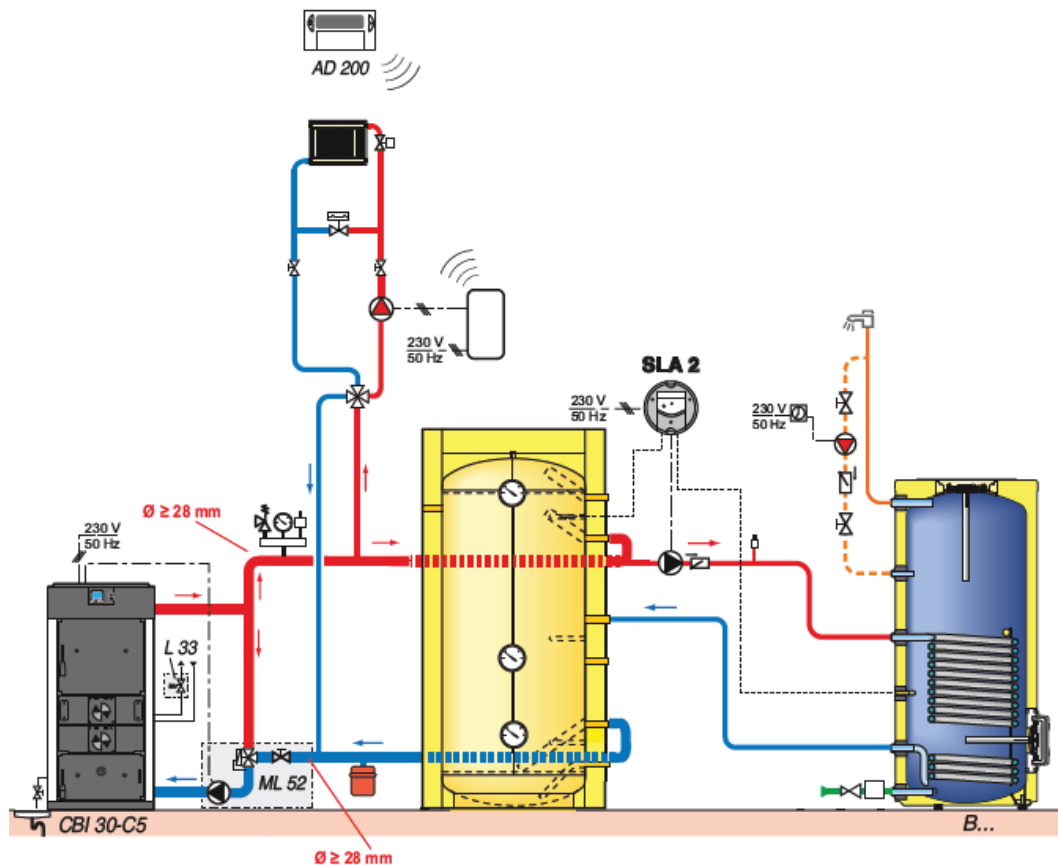 AD 200
230 V
50 Hz
SLA 2
230 V
50 Hz
230 V
50 Hz
Ø ≥ 28 mm
230 V
50 Hz
L 33
ML 52
CBI 30-C5
B...
Ø ≥ 28 mm